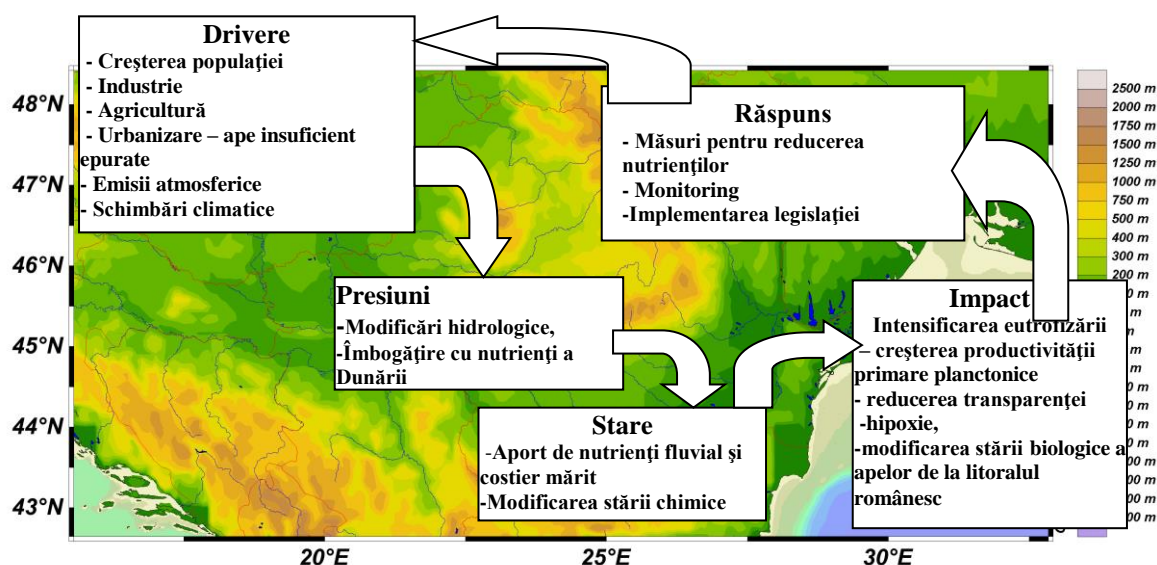 Drivere
- Creşterea populaţiei
- Industrie
- Agricultură
- Urbanizare – ape insuficient
epurate
- Emisii atmosferice
- Schimbări climatice
Răspuns
- Măsuri pentru reducerea
nutrienţilor
- Monitoring
-Implementarea legislaţiei
Presiuni
-Modificări hidrologice,
-Îmbogăţire cu nutrienţi a
Dunării
Stare
-Aport de nutrienţi fluvial şi
costier mărit
-Modificarea stării chimice
Impact
Intensificarea eutrofizării
– creşterea productivităţii
primare planctonice
- reducerea transparenţei
-hipoxie,
-modificarea stării biologice a
apelor de la litoralul
românesc
48°N
47°N
46°N
45°N
44°N
43°N
20°E
25°E
30°E
2500 m
2000 m
1750 m
1500 m
1250 m
1000 m
500 m
400 m
300 m
200 m